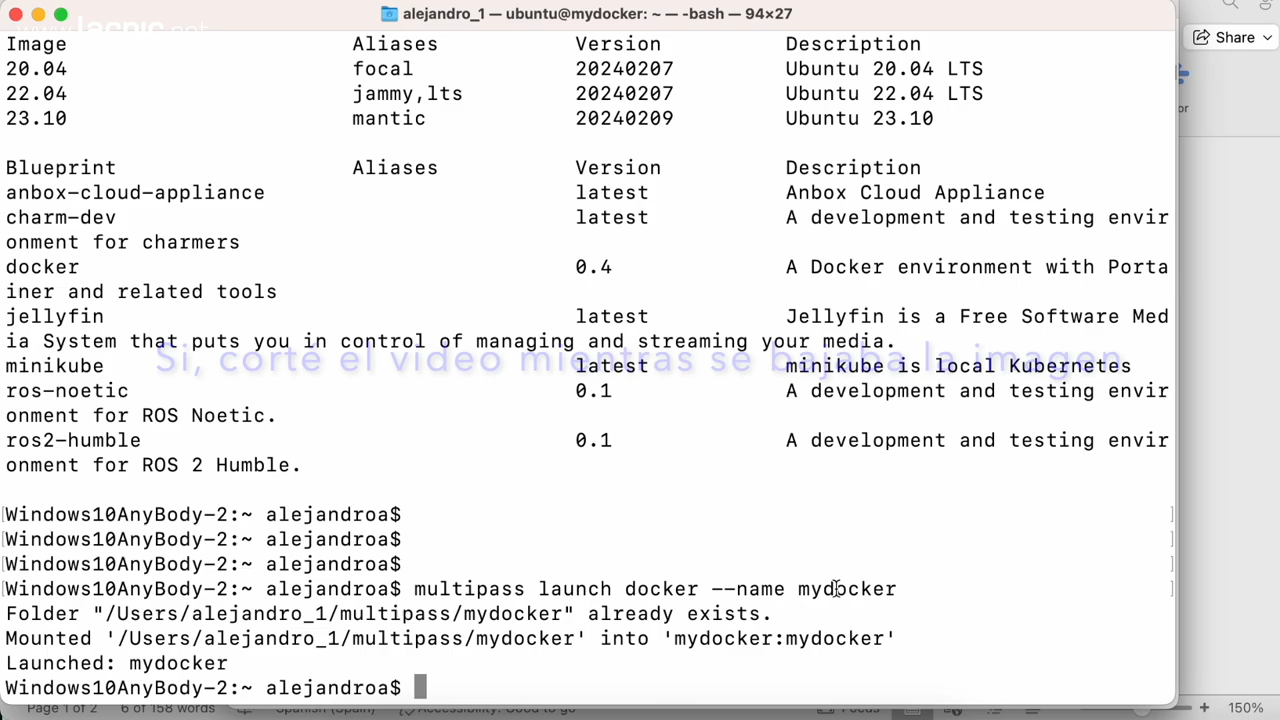 alejandro_1 — ubuntu@mydocker: ~ — -bash — 94×27
www.lacnic.net
Share
Image Aliases Version Description
20.04 focal 20240207 Ubuntu 20.04 LTS
22.04 jammy,lts 20240207 Ubuntu 22.04 LTS
23.10 mantic 20240209 Ubuntu 23.10
or
Blueprint Aliases Version Description
anbox-cloud-appliance latest Anbox Cloud Appliance
charm-dev latest A development and testing envir
onment for charmers
docker 0.4 A Docker environment with Porta
iner and related tools
jellyfin latest Jellyfin is a Free Software Med
ia System that puts you in control of managing and streaming your media.
Si, corté el video mientras se bajaba la imagen
minikube latest minikube is local Kubernetes
ros-noetic 0.1 A development and testing envir
onment for ROS Noetic.
ros2-humble 0.1 A development and testing envir
onment for ROS 2 Humble.
[Windows10AnyBody-2:~ alejandroa$ ]
[Windows10AnyBody-2:~ alejandroa$ ]
[Windows10AnyBody-2:~ alejandroa$ ]
[Windows10AnyBody-2:~ alejandroa$ multipass launch docker --name mydocker ]
Folder "/Users/alejandro_1/multipass/mydocker" already exists.
Mounted '/Users/alejandro_1/multipass/mydocker' into 'mydocker:mydocker'
Launched: mydocker
Windows10AnyBody-2:~ alejandroa$
Page 1 of 2 6 of 158 words Spanish (Spain) Accessibility: Good to go Focus 150%